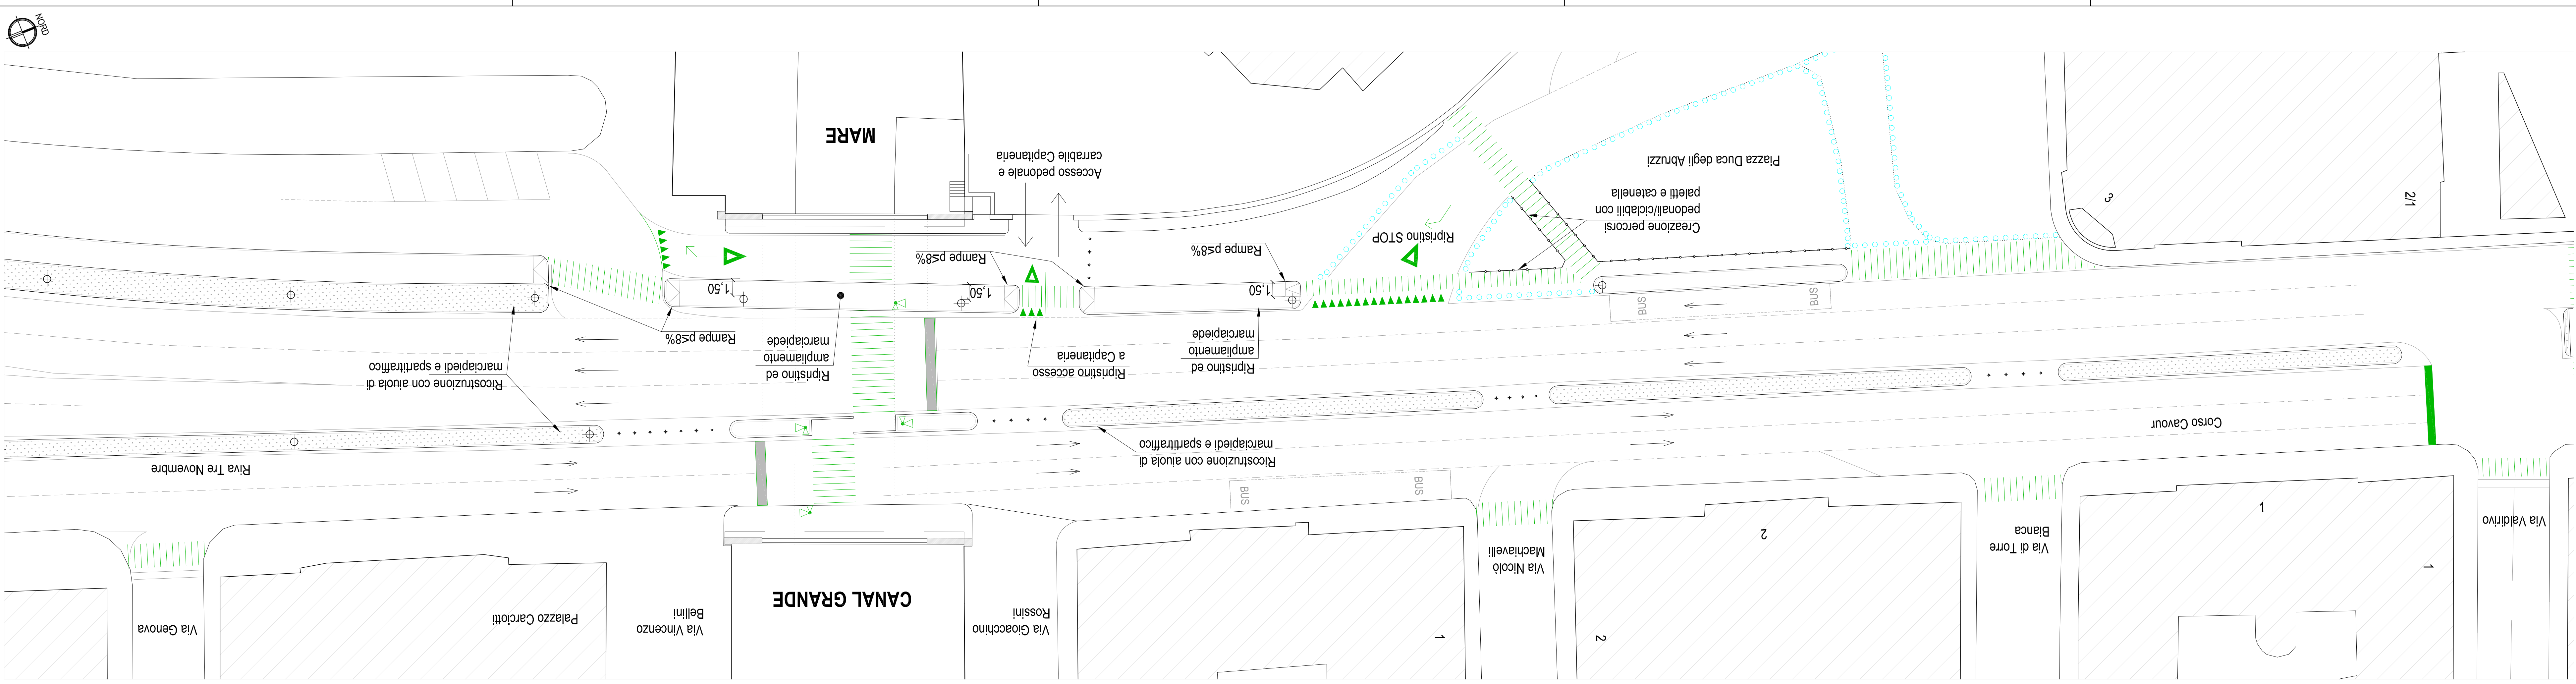 NORD
MARE
Accesso pedonale e
carrabile Capitaneria
Piazza Duca degli Abruzzi
Creazione percorsi
pedonali/ciclabili con
paletti e catenella
3
2/1
Ripristino STOP
Rampe p≤8%
Rampe p≤8%
Rampe p≤8%
1,50
1,50
1,50
BUS
BUS
Ripristino ed
ampliamento
marciapiede
Ripristino accesso
a Capitaneria
Ripristino ed
ampliamento
marciapiede
Ricostruzione con aiuola di
marciapiedi e spartitraffico
Ricostruzione con aiuola di
marciapiedi e spartitraffico
Riva Tre Novembre
Corso Cavour
BUS
BUS
Via Genova
Palazzo Carciotti
Via Vincenzo
Bellini
CANAL GRANDE
Via Gioacchino
Rossini
1
Via Nicolò
Machiavelli
2
2
Via di Torre
Bianca
1
1
Via Valdirivo